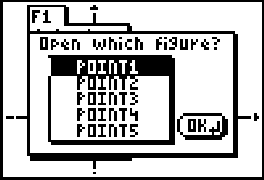 F1
Open which figure?
POINT1
POINT2
POINT3
POINT4
POINT5
OK